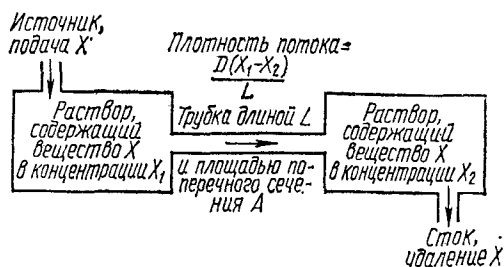 Источник,
подача X
Плотность потока=
D(X₁-X₂)
L
Раствор,
содержащий
вещество X
в концентрации X₁
Трубка длиной L
и площадью по-
перечного сече-
ния A
Раствор,
содержащий
вещество X
в концентрации X₂
Сток,
удаление X